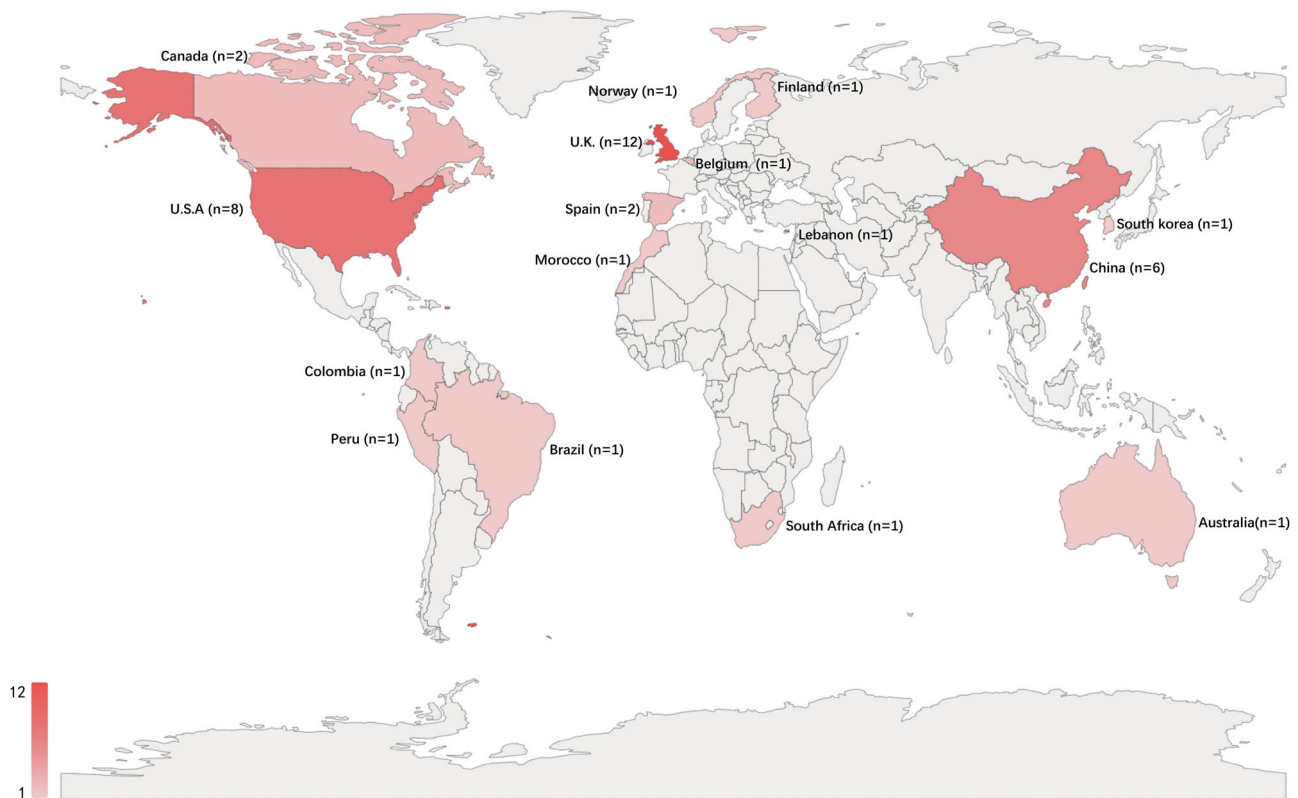 Canada (n=2)
Norway (n=1)
Finland (n=1)
U.K. (n=12)
Belgium (n=1)
U.S.A (n=8)
Spain (n=2)
Lebanon (n=1)
South korea (n=1)
Morocco (n=1)
China (n=6)
Colombia (n=1)
Peru (n=1)
Brazil (n=1)
South Africa (n=1)
Australia(n=1)
12
1